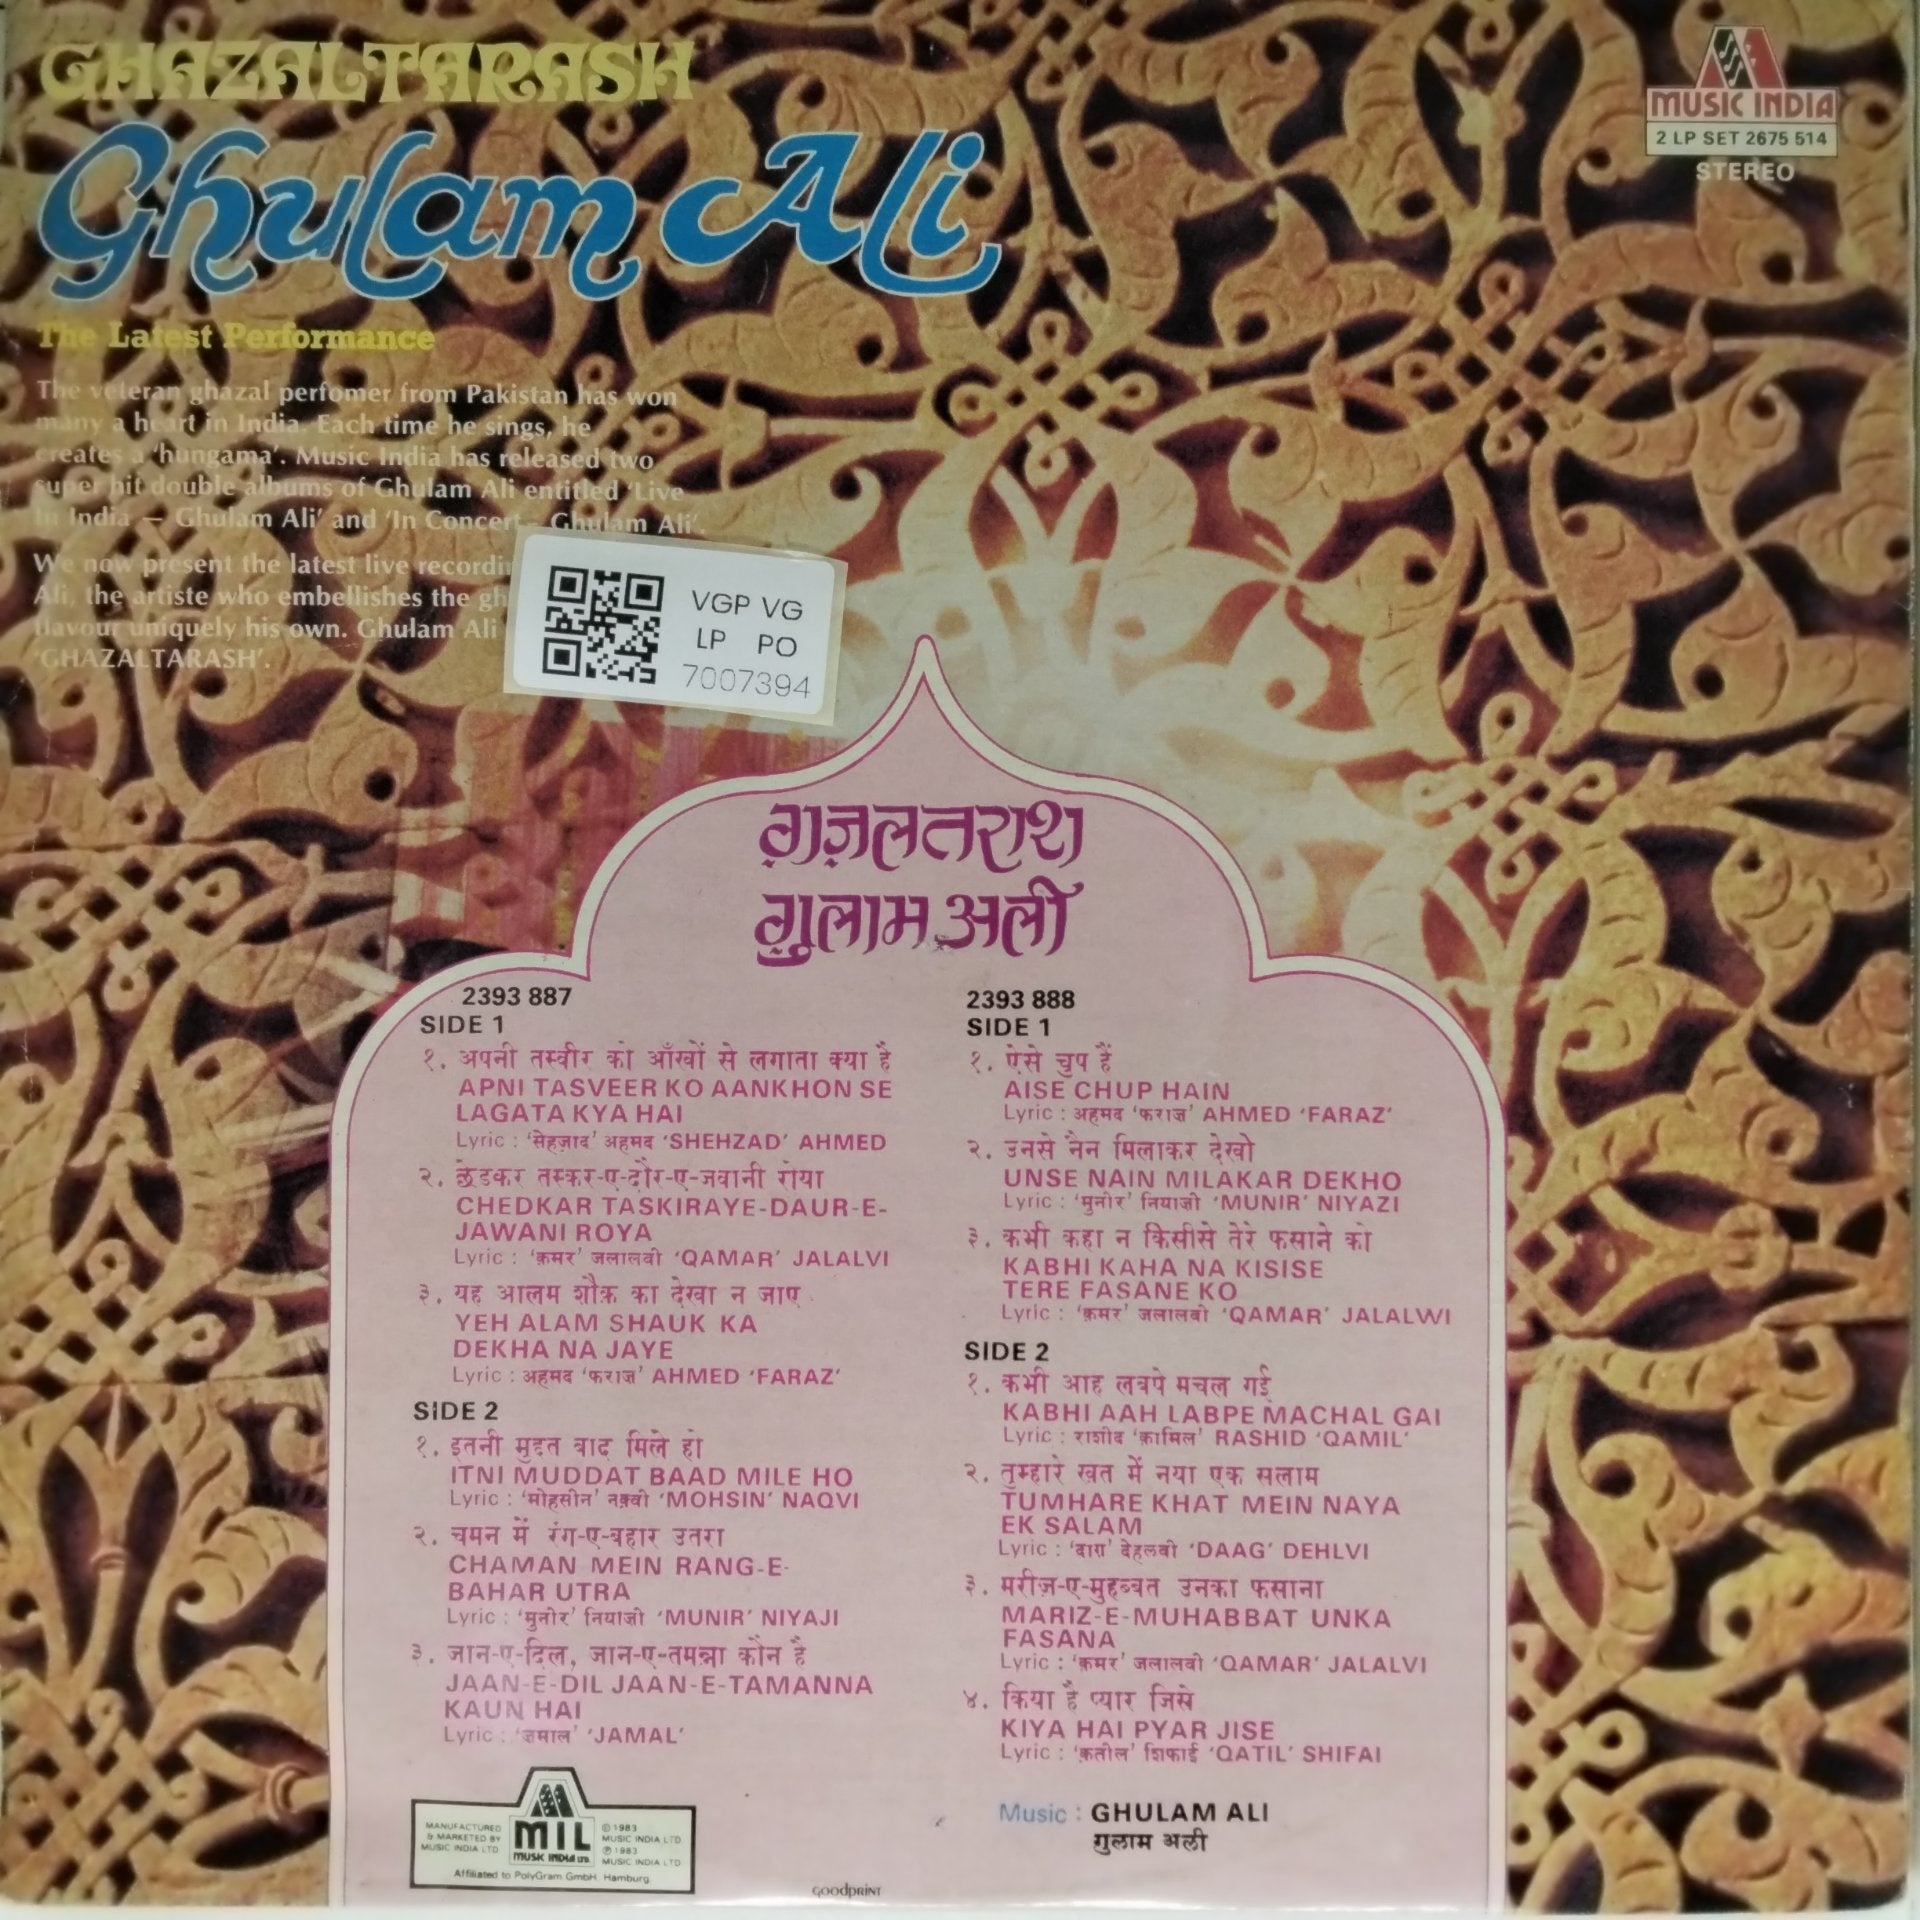 GHAZALTARASH
Ghulam Ali
The Latest Performance
The veteran ghazal perfomer from Pakistan has won
many a heart in India. Each time he sings, he
creates a 'hungama'. Music India has released two
super hit double albums of Ghulam Ali entitled 'Live
In India — Ghulam Ali' and 'In Concert - Ghulam Ali'.
We now present the latest live recordin
Ali, the artiste who embellishes the gh
flavour uniquely his own. Ghulam Ali
'GHAZALTARASH'.
MUSIC INDIA
2 LP SET 2675 514
STEREO
VGP VG
LP PO
7007394
ग़ज़लतराश
ग़ुलाम अली
2393 887
SIDE 1
१. अपनी तस्वीर को आँखों से लगाता क्या है
APNI TASVEER KO AANKHON SE
LAGATA KYA HAI
Lyric : 'सेहज़ाद' अहमद 'SHEHZAD' AHMED
२. छेडकर तस्कर-ए-दौर-ए-जवानी रोया
CHEDKAR TASKIRAYE-DAUR-E-
JAWANI ROYA
Lyric : 'क़मर' जलालवी 'QAMAR' JALALVI
३. यह आलम शौक़ का देखा न जाए
YEH ALAM SHAUK KA
DEKHA NA JAYE
Lyric : अहमद 'फराज' AHMED 'FARAZ'
SIDE 2
१. इतनी मुद्दत बाद मिले हो
ITNI MUDDAT BAAD MILE HO
Lyric : 'मोहसीन' नक़्वी 'MOHSIN' NAQVI
२. चमन में रंग-ए-बहार उतरा
CHAMAN MEIN RANG-E-
BAHAR UTRA
Lyric : 'मुनीर' नियाजी 'MUNIR' NIYAJI
३. जान-ए-दिल, जान-ए-तमन्ना कौन है
JAAN-E-DIL JAAN-E-TAMANNA
KAUN HAI
Lyric : 'जमाल' 'JAMAL'
2393 888
SIDE 1
१. ऐसे चुप हैं
AISE CHUP HAIN
Lyric : अहमद 'फराज़' AHMED 'FARAZ'
२. उनसे नैन मिलाकर देखो
UNSE NAIN MILAKAR DEKHO
Lyric : 'मुनीर' नियाज़ी 'MUNIR' NIYAZI
३. कभी कहा न किसीसे तेरे फसाने को
KABHI KAHA NA KISISE
TERE FASANE KO
Lyric : 'क़मर' जलालवी 'QAMAR' JALALWI
SIDE 2
१. कभी आह लबपे मचल गई
KABHI AAH LABPE MACHAL GAI
Lyric : राशीद 'क़ामिल' RASHID 'QAMIL'
२. तुम्हारे खत में नया एक सलाम
TUMHARE KHAT MEIN NAYA
EK SALAM
Lyric : 'दाग़' देहलवी 'DAAG' DEHLVI
३. मरीज़-ए-मुहब्बत उनका फसाना
MARIZ-E-MUHABBAT UNKA
FASANA
Lyric : 'क़मर' जलालवी 'QAMAR' JALALVI
४. किया है प्यार जिसे
KIYA HAI PYAR JISE
Lyric : 'क़तील' शिफाई 'QATIL' SHIFAI
Music : GHULAM ALI
ग़ुलाम अली
MANUFACTURED
& MARKETED BY
MUSIC INDIA LTD
MIL
MUSIC INDIA LTD.
©1983
MUSIC INDIA LTD
℗1983
MUSIC INDIA LTD
Affiliated to PolyGram GmbH. Hamburg.
GOODPRINT